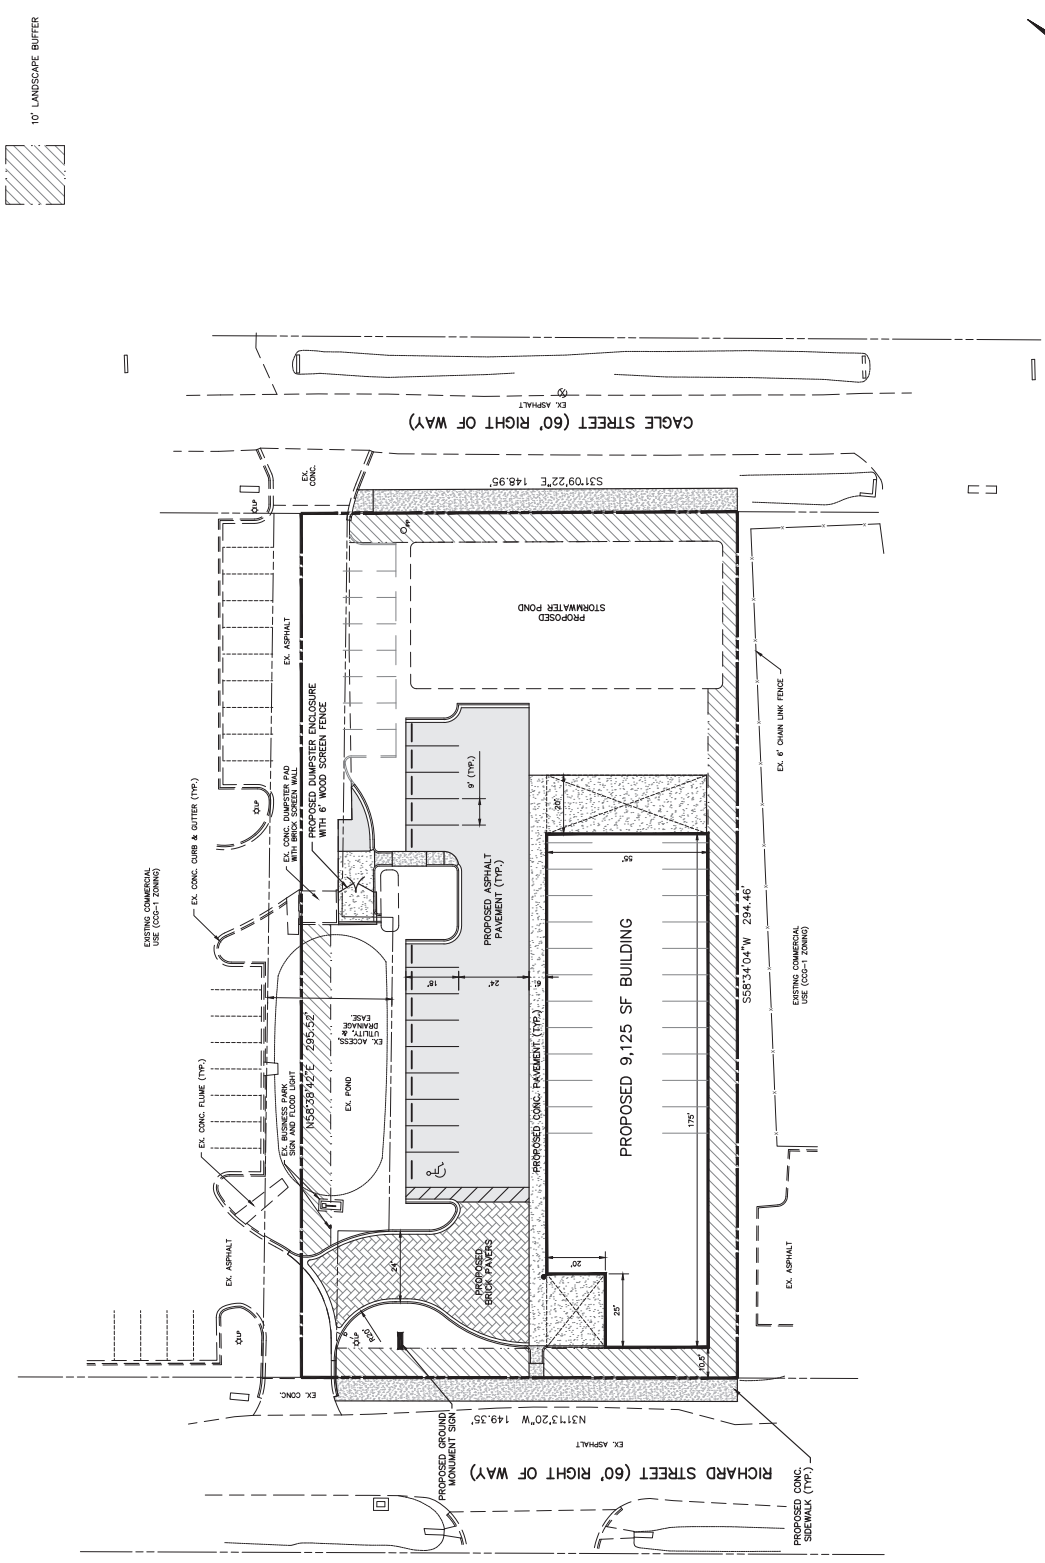 10' LANDSCAPE BUFFER
EX. ASPHALT
CAGLE STREET (60' RIGHT OF WAY)
EX.
CONC.
S31°09'22"E 148.95'
LP
PP
PROPOSED
STORMWATER POND
EX. ASPHALT
PROPOSED DUMPSTER ENCLOSURE
WITH 6' WOOD SCREEN FENCE
EX. CONC. DUMPSTER PAD
WITH BRICK SCREEN WALL
EX. 6' CHAIN LINK FENCE
9' (TYP.)
LP
20'
EX. CONC. CURB & GUTTER (TYP.)
EXISTING COMMERCIAL
USE (CCG-1 ZONING)
55'
PROPOSED ASPHALT
PAVEMENT (TYP.)
S58°34'04"W 294.46'
EXISTING COMMERCIAL
USE (CCG-1 ZONING)
18'
24'
6'
PROPOSED 9,125 SF BUILDING
EX. ACCESS,
UTILITY, &
DRAINAGE
EASE.
N58°38'42"E 295.52'
EX. POND
PROPOSED CONC. PAVEMENT (TYP.)
EX. BUSINESS PARK
SIGN AND FLOOD LIGHT
EX. CONC. FLUME (TYP.)
175'
EX. ASPHALT
24'
PROPOSED
BRICK PAVERS
20'
25'
EX. ASPHALT
LP
LP
R20'
10.5'
EX. CONC.
N31°13'20"W 149.35'
EX. ASPHALT
RICHARD STREET (60' RIGHT OF WAY)
PROPOSED GROUND
MONUMENT SIGN
PROPOSED CONC.
SIDEWALK (TYP.)